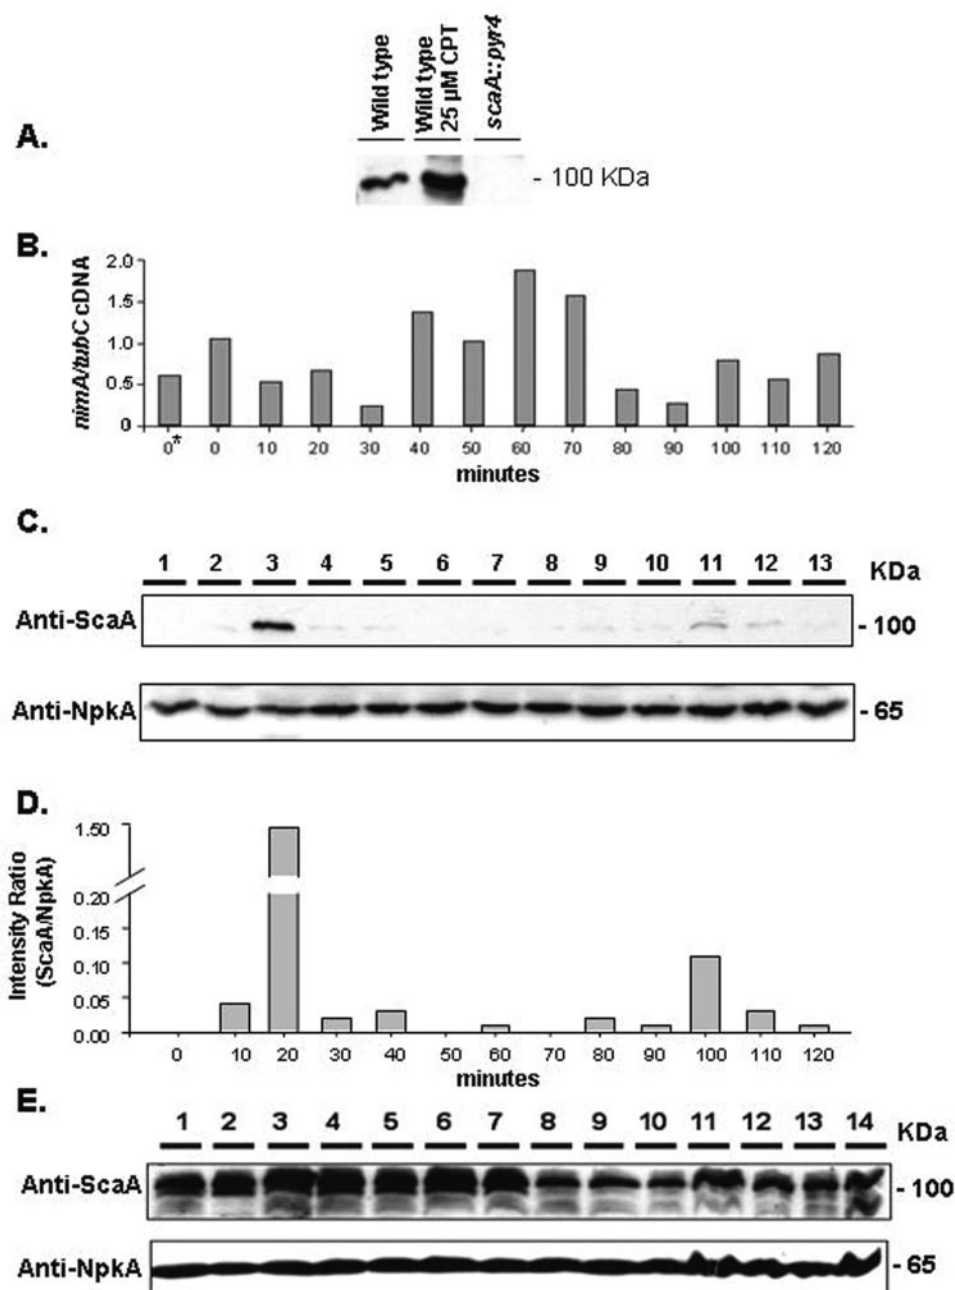 Wild type
Wild type
25 µM CPT
scaA::pyr4
A.
- 100 KDa
B.
nimA/tubC cDNA
2.0
1.5
1.0
0.5
0
0* 0 10 20 30 40 50 60 70 80 90 100 110 120
minutes
C.
1 2 3 4 5 6 7 8 9 10 11 12 13 KDa
Anti-ScaA - 100
Anti-NpkA - 65
D.
Intensity Ratio
(ScaA/NpkA)
1.50
0.20
0.15
0.10
0.05
0.00
0 10 20 30 40 50 60 70 80 90 100 110 120
minutes
E.
1 2 3 4 5 6 7 8 9 10 11 12 13 14 KDa
Anti-ScaA - 100
Anti-NpkA - 65